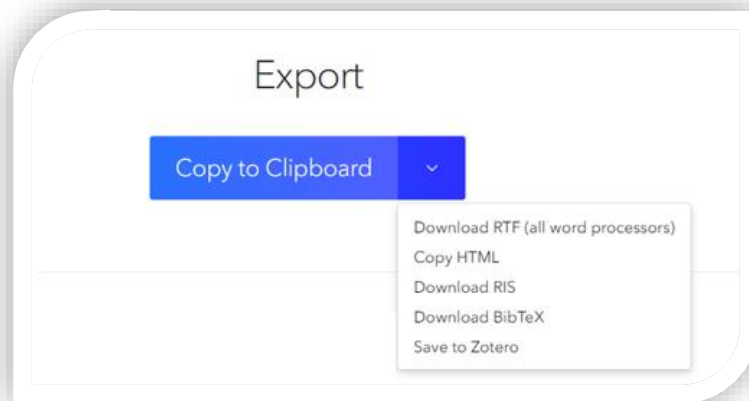 Export
Copy to Clipboard
Download RTF (all word processors)
Copy HTML
Download RIS
Download BibTeX
Save to Zotero